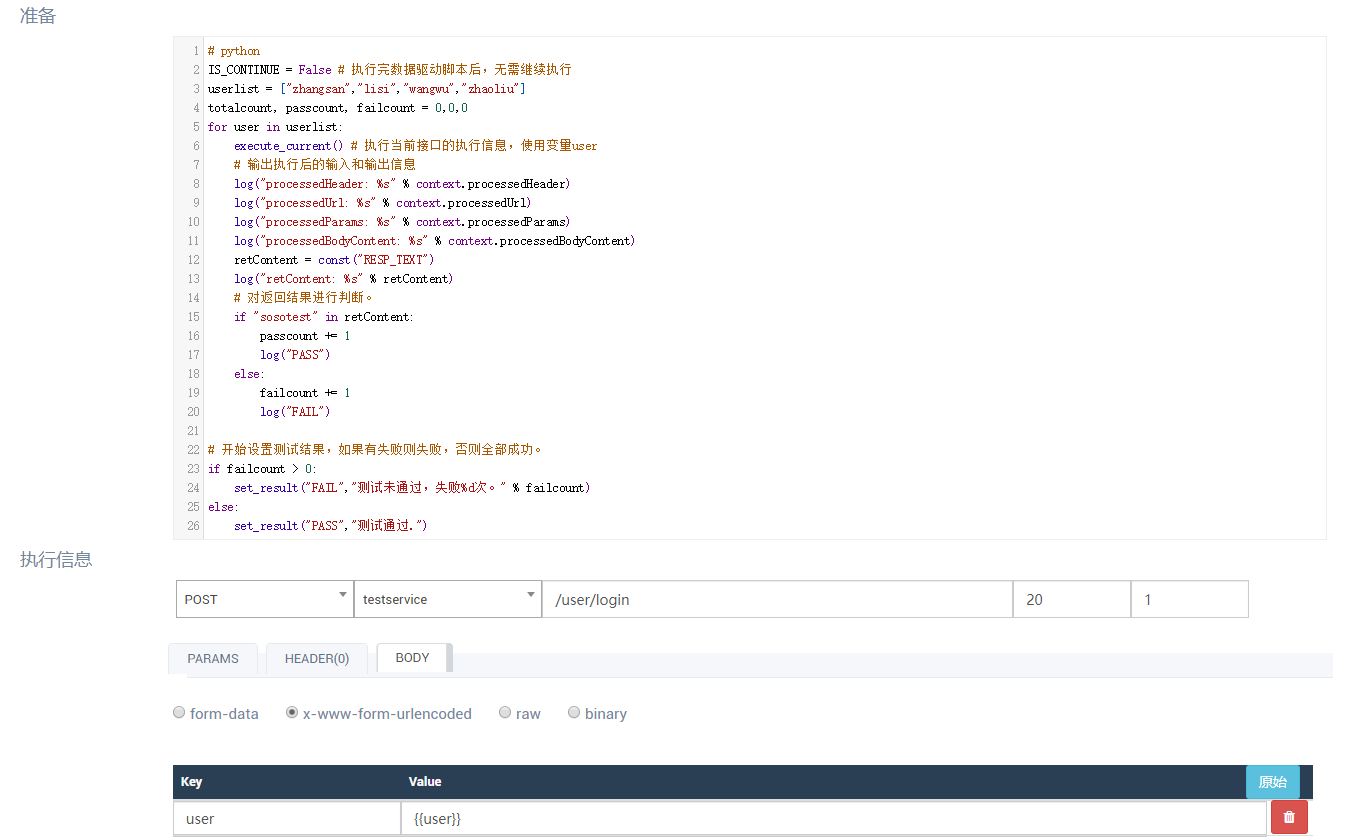 准备
1 # python
2 IS_CONTINUE = False # 执行完数据驱动脚本后，无需继续执行
3 userlist = ["zhangsan","lisi","wangwu","zhaoliu"]
4 totalcount, passcount, failcount = 0,0,0
5 for user in userlist:
6     execute_current() # 执行当前接口的执行信息，使用变量user
7     # 输出执行后的输入和输出信息
8     log("processedHeader: %s" % context.processedHeader)
9     log("processedUrl: %s" % context.processedUrl)
10     log("processedParams: %s" % context.processedParams)
11     log("processedBodyContent: %s" % context.processedBodyContent)
12     retContent = const("RESP_TEXT")
13     log("retContent: %s" % retContent)
14     # 对返回结果进行判断。
15     if "sosotest" in retContent:
16         passcount += 1
17         log("PASS")
18     else:
19         failcount += 1
20         log("FAIL")
21
22 # 开始设置测试结果，如果有失败则失败，否则全部成功。
23 if failcount > 0:
24     set_result("FAIL","测试未通过，失败%d次。" % failcount)
25 else:
26     set_result("PASS","测试通过.")
执行信息
POST testservice /user/login 20 1
PARAMS HEADER(0) BODY
form-data x-www-form-urlencoded raw binary
Key Value 原始
user {{user}}